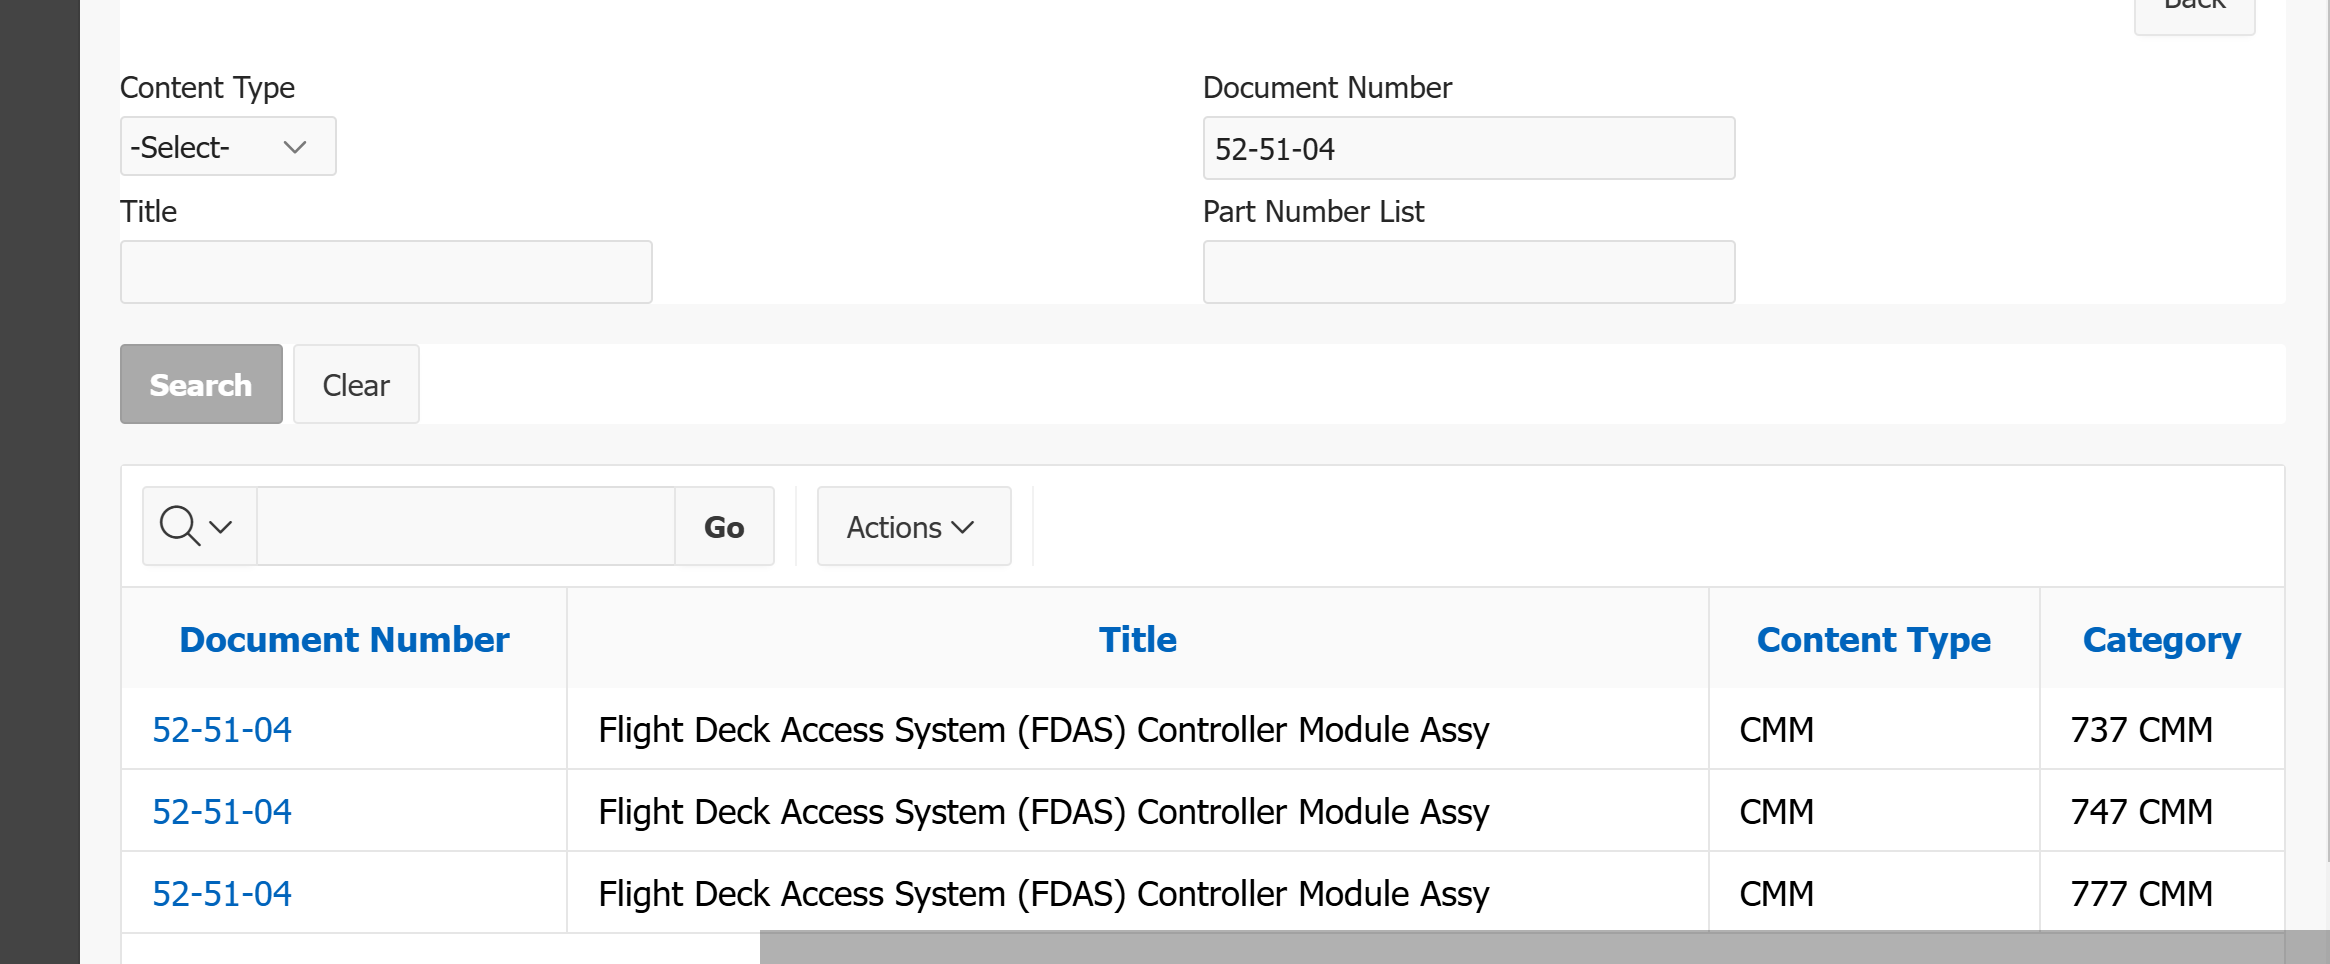 Back
Content Type
Document Number
-Select-
52-51-04
Title
Part Number List
Search
Clear
Go
Actions
Document Number
Title
Content Type
Category
52-51-04
Flight Deck Access System (FDAS) Controller Module Assy
CMM
737 CMM
52-51-04
Flight Deck Access System (FDAS) Controller Module Assy
CMM
747 CMM
52-51-04
Flight Deck Access System (FDAS) Controller Module Assy
CMM
777 CMM